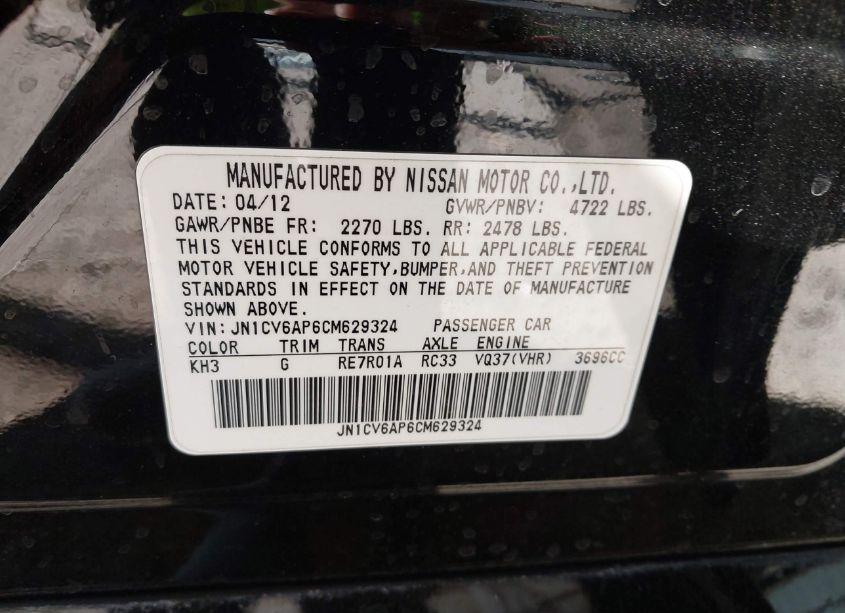 MANUFACTURED BY NISSAN MOTOR CO.,LTD.
DATE: 04/12 GVWR/PNBV: 4722 LBS.
GAWR/PNBE FR: 2270 LBS. RR: 2478 LBS.
THIS VEHICLE CONFORMS TO ALL APPLICABLE FEDERAL
MOTOR VEHICLE SAFETY,BUMPER,AND THEFT PREVENTION
STANDARDS IN EFFECT ON THE DATE OF MANUFACTURE
SHOWN ABOVE.
VIN:JN1CV6AP6CM629324 PASSENGER CAR
COLOR TRIM TRANS AXLE ENGINE
KH3 G RE7R01A RC33 VQ37(VHR) 3696CC
JN1CV6AP6CM629324